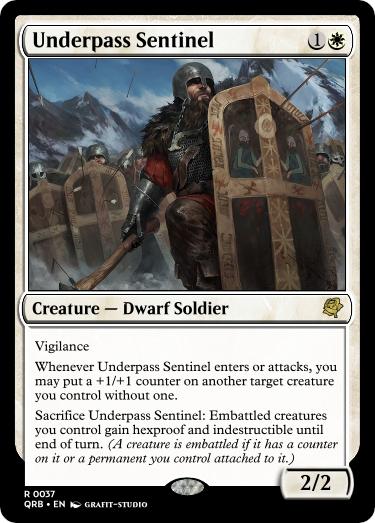 Underpass Sentinel 1
Creature — Dwarf Soldier
Vigilance
Whenever Underpass Sentinel enters or attacks, you
may put a +1/+1 counter on another target creature
you control without one.
Sacrifice Underpass Sentinel: Embattled creatures
you control gain hexproof and indestructible until
end of turn. (A creature is embattled if it has a counter
on it or a permanent you control attached to it.)
2/2
R 0037
QRB • EN GRAFIT-STUDIO